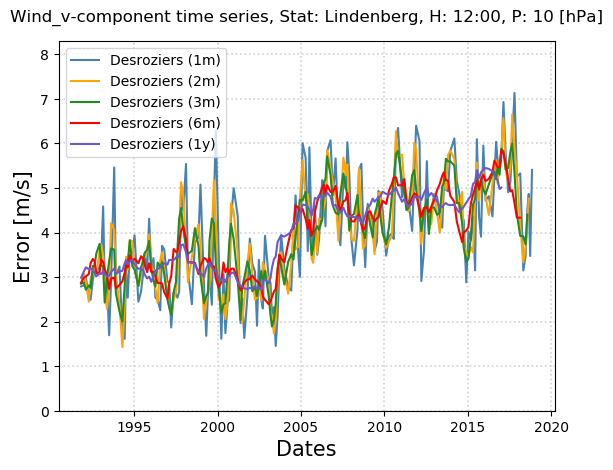 Wind_v-component time series, Stat: Lindenberg, H: 12:00, P: 10 [hPa]
Desroziers (1m)
Desroziers (2m)
Desroziers (3m)
Desroziers (6m)
Desroziers (1y)
Error [m/s]
8
7
6
5
4
3
2
1
0
1995
2000
2005
2010
2015
2020
Dates